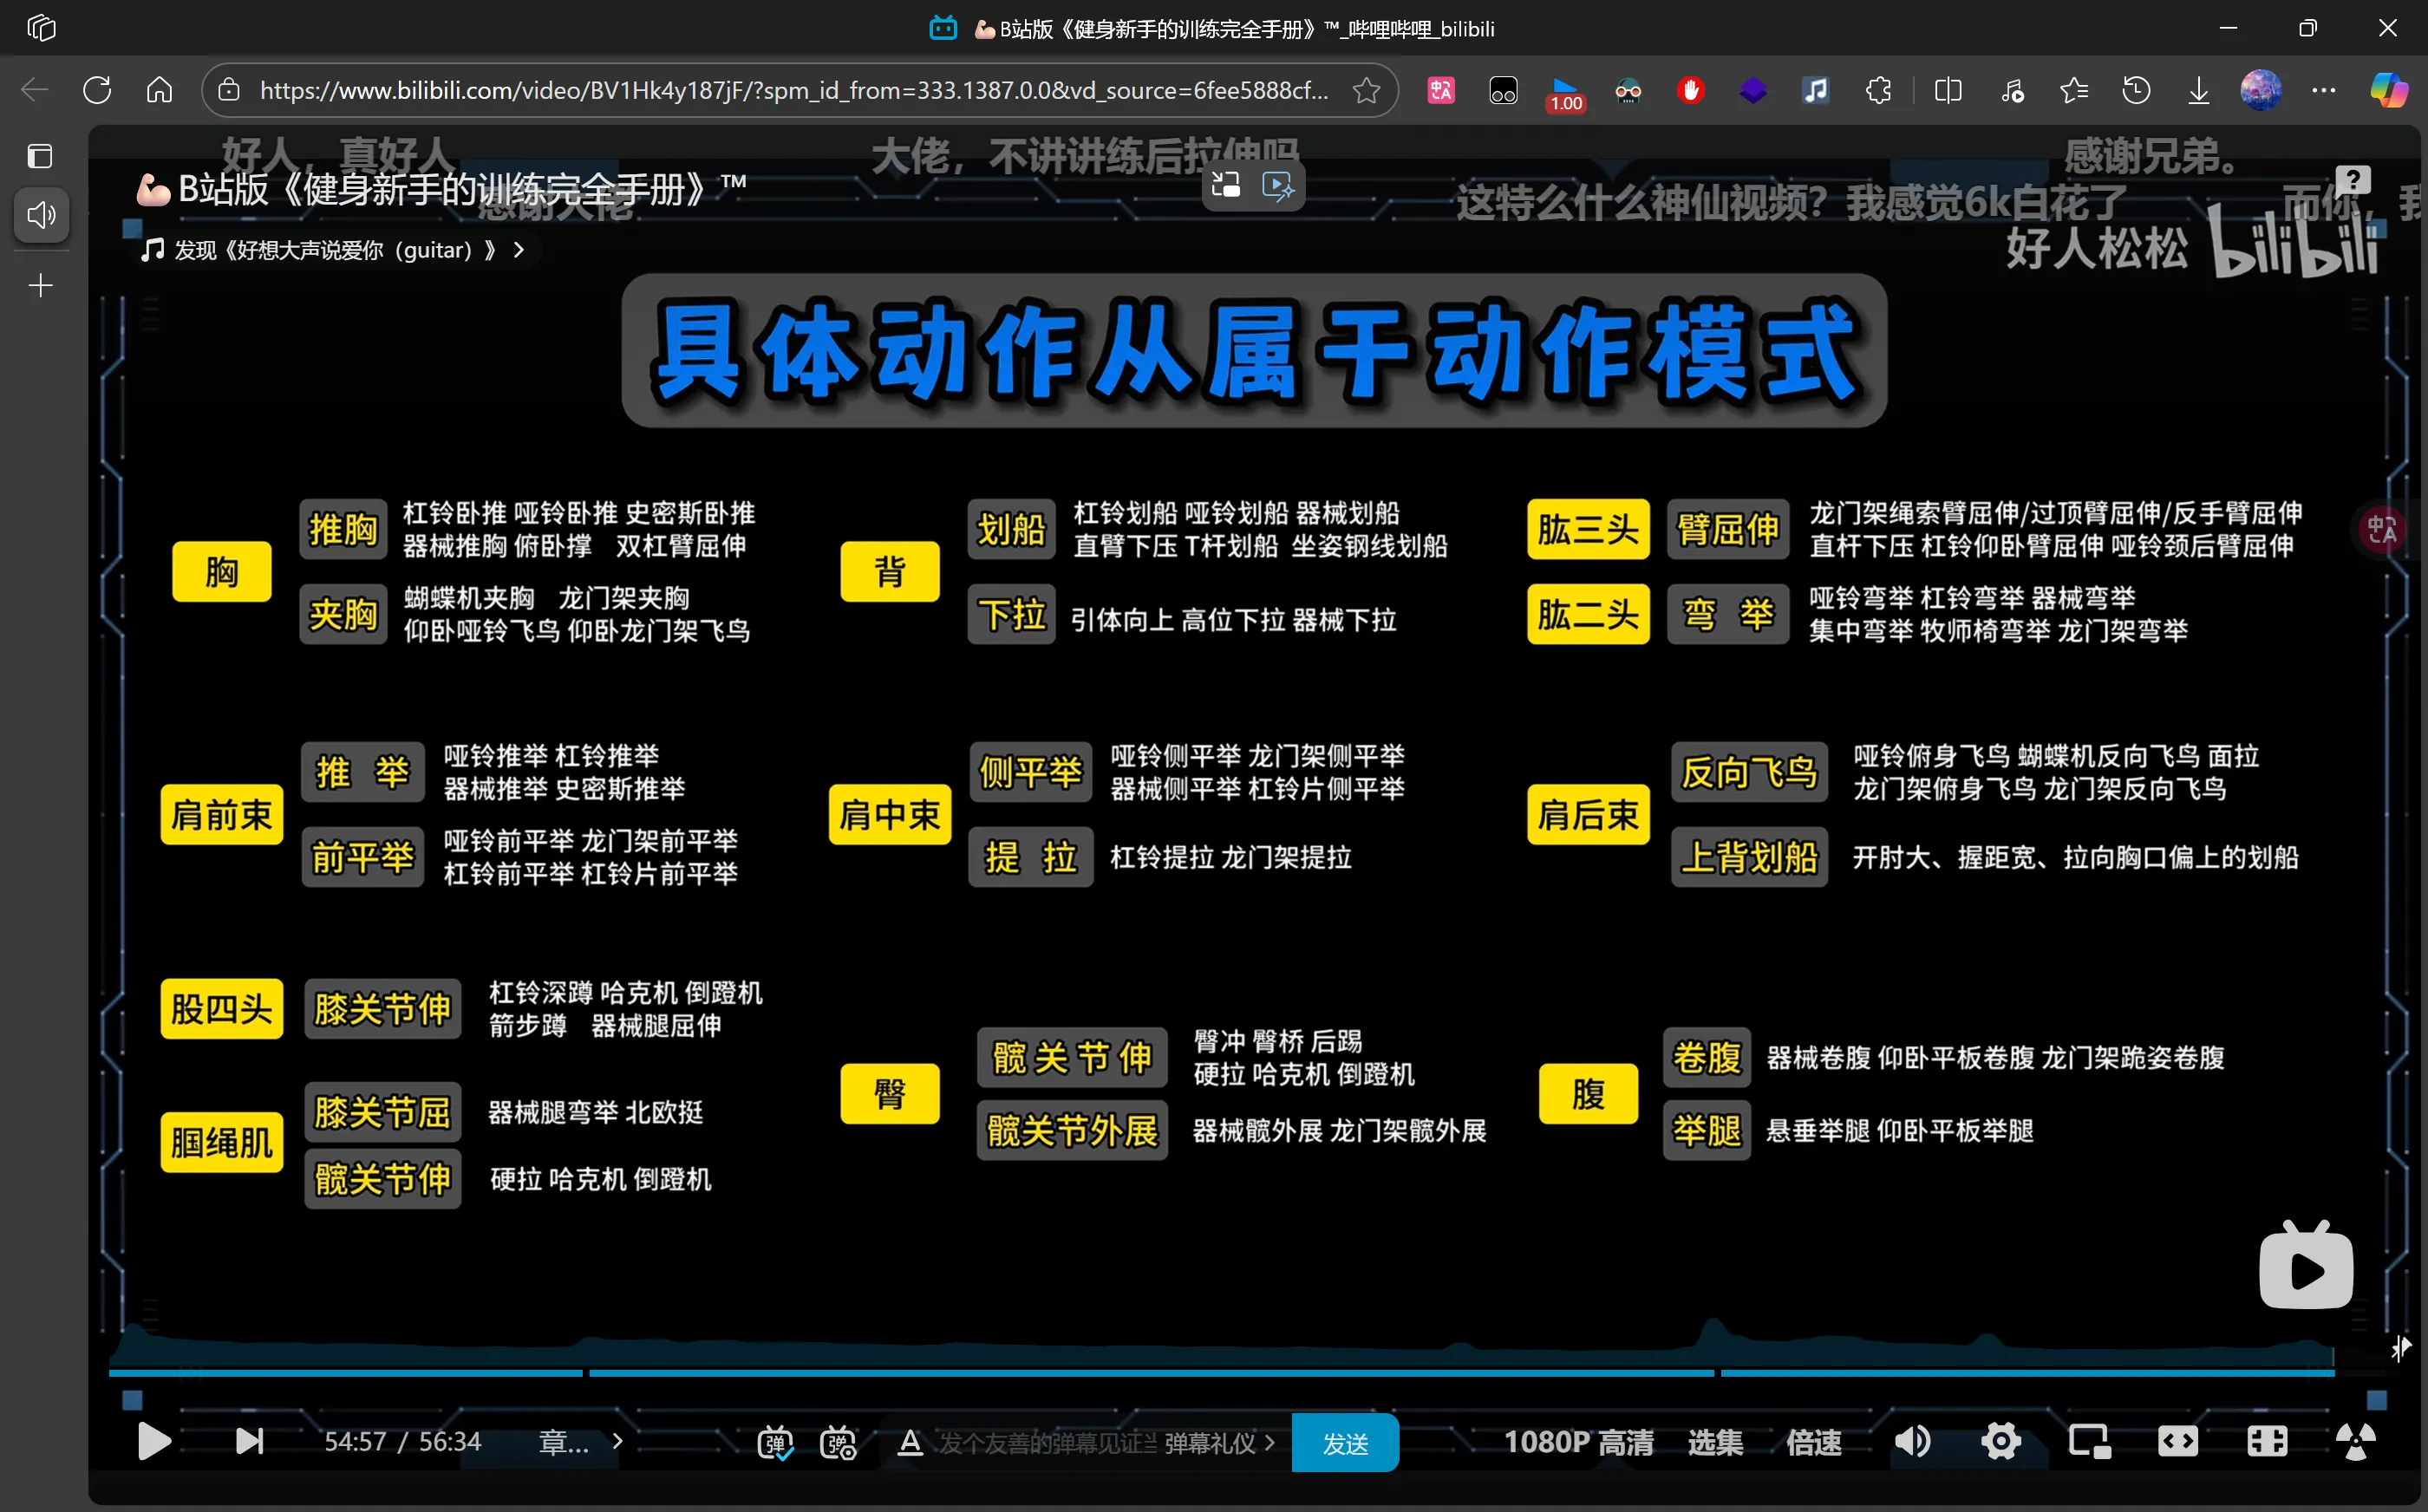 💪🏻B站版《健身新手的训练完全手册》™_哔哩哔哩_bilibili
https://www.bilibili.com/video/BV1Hk4y187jF/?spm_id_from=333.1387.0.0&vd_source=6fee5888cf...
1.00
好人，真好人
大佬，不讲讲练后拉伸吗
感谢兄弟。
💪🏻B站版《健身新手的训练完全手册》™
感谢大佬
这特么什么神仙视频？我感觉6k白花了
而你，我
?
发现《好想大声说爱你（guitar）》 >
好人松松 bilibili
具体动作从属于动作模式
胸
推胸
杠铃卧推 哑铃卧推 史密斯卧推
器械推胸 俯卧撑 双杠臂屈伸
夹胸
蝴蝶机夹胸 龙门架夹胸
仰卧哑铃飞鸟 仰卧龙门架飞鸟
背
划船
杠铃划船 哑铃划船 器械划船
直臂下压 T杆划船 坐姿钢线划船
下拉
引体向上 高位下拉 器械下拉
肱三头
臂屈伸
龙门架绳索臂屈伸/过顶臂屈伸/反手臂屈伸
直杆下压 杠铃仰卧臂屈伸 哑铃颈后臂屈伸
肱二头
弯 举
哑铃弯举 杠铃弯举 器械弯举
集中弯举 牧师椅弯举 龙门架弯举
肩前束
推 举
哑铃推举 杠铃推举
器械推举 史密斯推举
前平举
哑铃前平举 龙门架前平举
杠铃前平举 杠铃片前平举
肩中束
侧平举
哑铃侧平举 龙门架侧平举
器械侧平举 杠铃片侧平举
提 拉
杠铃提拉 龙门架提拉
肩后束
反向飞鸟
哑铃俯身飞鸟 蝴蝶机反向飞鸟 面拉
龙门架俯身飞鸟 龙门架反向飞鸟
上背划船
开肘大、握距宽、拉向胸口偏上的划船
股四头
膝关节伸
杠铃深蹲 哈克机 倒蹬机
箭步蹲 器械腿屈伸
腘绳肌
膝关节屈
器械腿弯举 北欧挺
髋关节伸
硬拉 哈克机 倒蹬机
臀
髋关节伸
臀冲 臀桥 后踢
硬拉 哈克机 倒蹬机
髋关节外展
器械髋外展 龙门架髋外展
腹
卷腹
器械卷腹 仰卧平板卷腹 龙门架跪姿卷腹
举腿
悬垂举腿 仰卧平板举腿
54:57 / 56:34
章... >
弹
弹
A
发个友善的弹幕见证当
弹幕礼仪 >
发送
1080P 高清
选集
倍速